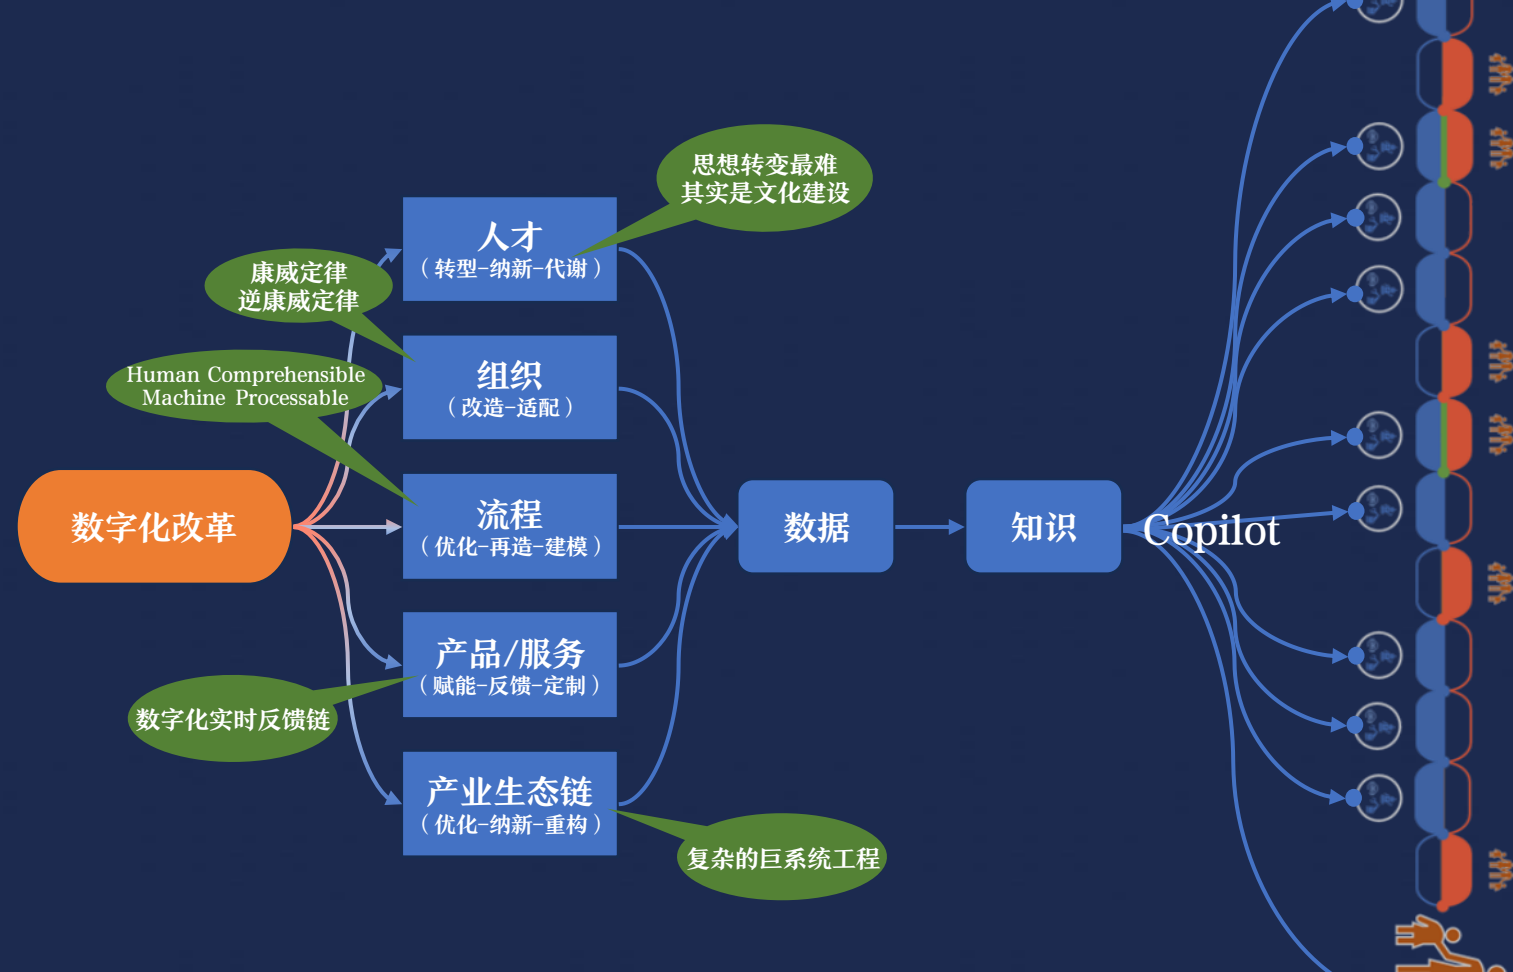 思想转变最难
其实是文化建设
人才
（转型-纳新-代谢）
康威定律
逆康威定律
组织
（改造-适配）
Human Comprehensible
Machine Processable
数字化改革
流程
（优化-再造-建模）
数据
知识
Copilot
产品/服务
（赋能-反馈-定制）
数字化实时反馈链
产业生态链
（优化-纳新-重构）
复杂的巨系统工程